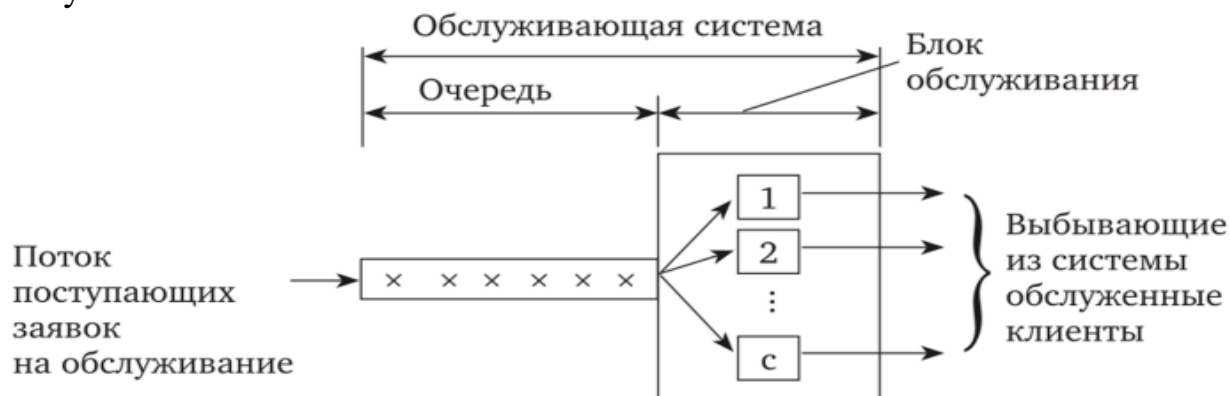 Обслуживающая система
Блок
обслуживания
Очередь
1
2
⋮
с
Поток
поступающих
заявок
на обслуживание
× × × × × ×
Выбывающие
из системы
обслуженные
клиенты